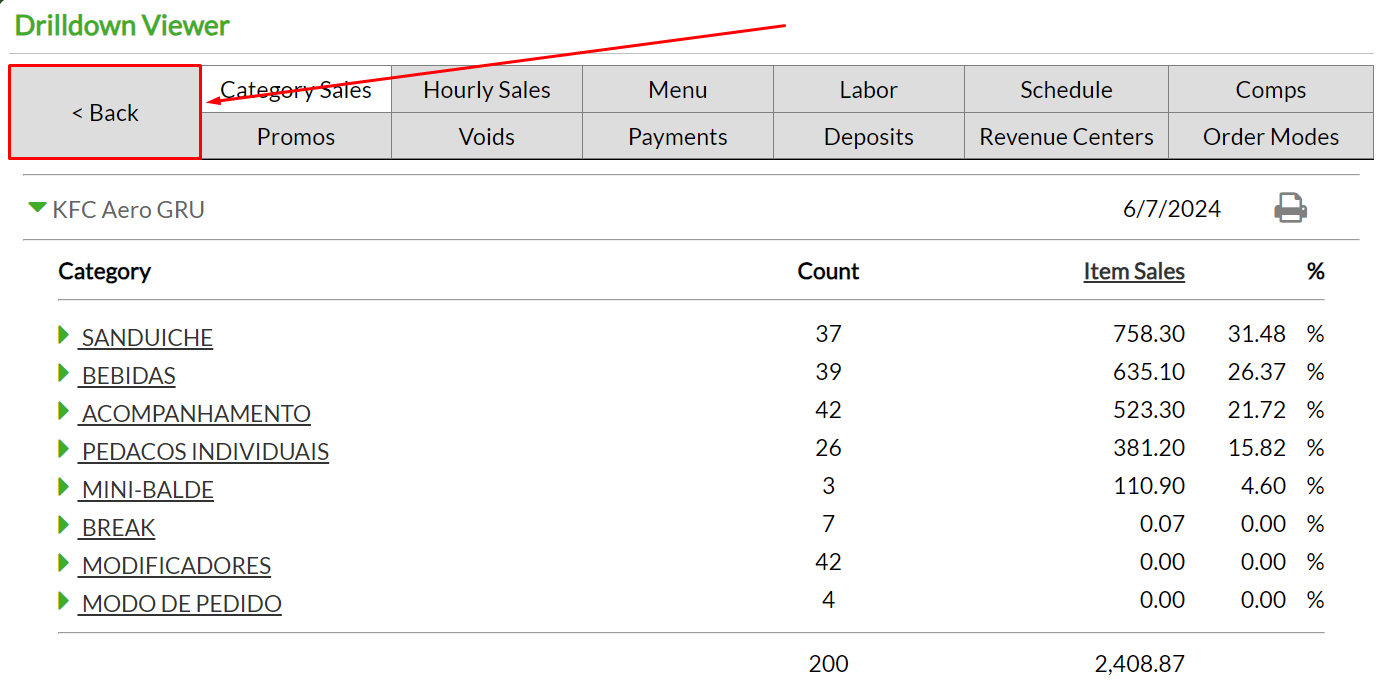 Drilldown Viewer
< Back
Category Sales Hourly Sales Menu Labor Schedule Comps
Promos Voids Payments Deposits Revenue Centers Order Modes
KFC Aero GRU 6/7/2024
Category Count Item Sales %
SANDUICHE 37 758.30 31.48 %
BEBIDAS 39 635.10 26.37 %
ACOMPANHAMENTO 42 523.30 21.72 %
PEDACOS INDIVIDUAIS 26 381.20 15.82 %
MINI-BALDE 3 110.90 4.60 %
BREAK 7 0.07 0.00 %
MODIFICADORES 42 0.00 0.00 %
MODO DE PEDIDO 4 0.00 0.00 %
200 2,408.87